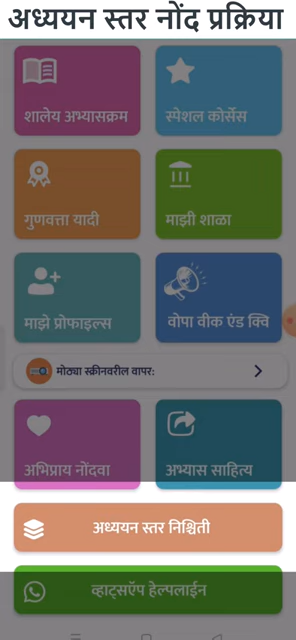 अध्ययन स्तर नोंद प्रक्रिया
शालेय अभ्यासक्रम
स्पेशल कोर्सेस
गुणवत्ता यादी
माझी शाळा
माझे प्रोफाइल्स
वोपा वीक एंड क्वि
मोठ्या स्क्रीनवरील वापर:
अभिप्राय नोंदवा
अभ्यास साहित्य
अध्ययन स्तर निश्चिती
व्हाट्सऍप हेल्पलाईन